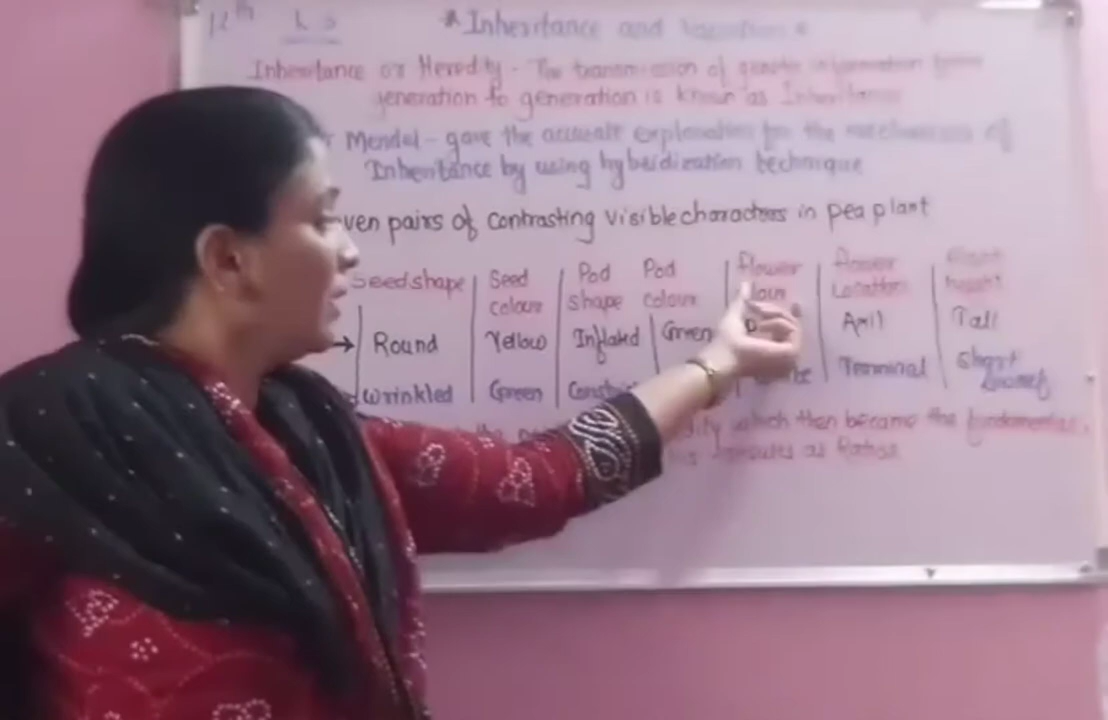 12th L 3 * Inheritance and Variation *
Inheritance or Heredity - The transmission of genetic information from
generation to generation is known as Inheritance
Mendel - gave the accurate explanation for the mechanism of
Inheritance by using hybridization technique
ven pairs of contrasting visible characters in pea plant
Seed shape Seed colour Pod shape Pod colour flower flower Location Plant height
→ Round Yellow Inflated Green Axil Tall
Wrinkled Green Terminal Short
which then became the fundamental
results as Ratios